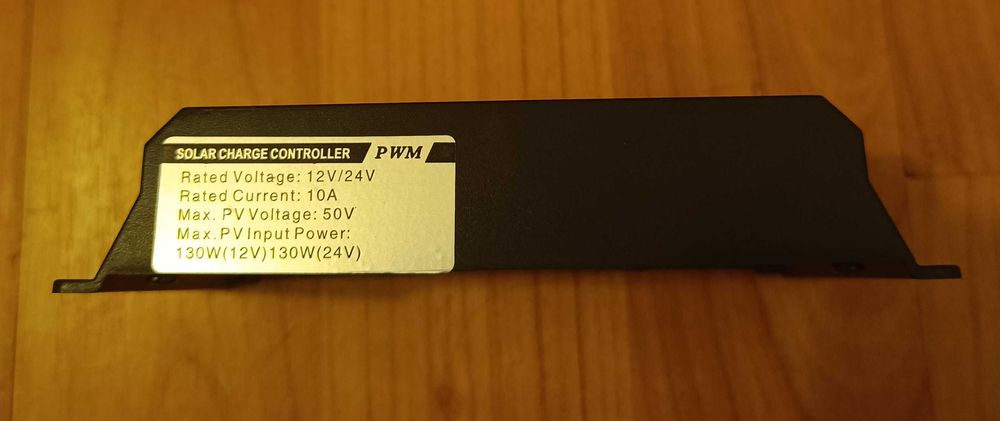 SOLAR CHARGE CONTROLLER PWM
Rated Voltage: 12V/24V
Rated Current: 10A
Max. PV Voltage: 50V
Max. PV Input Power:
130W(12V)130W(24V)